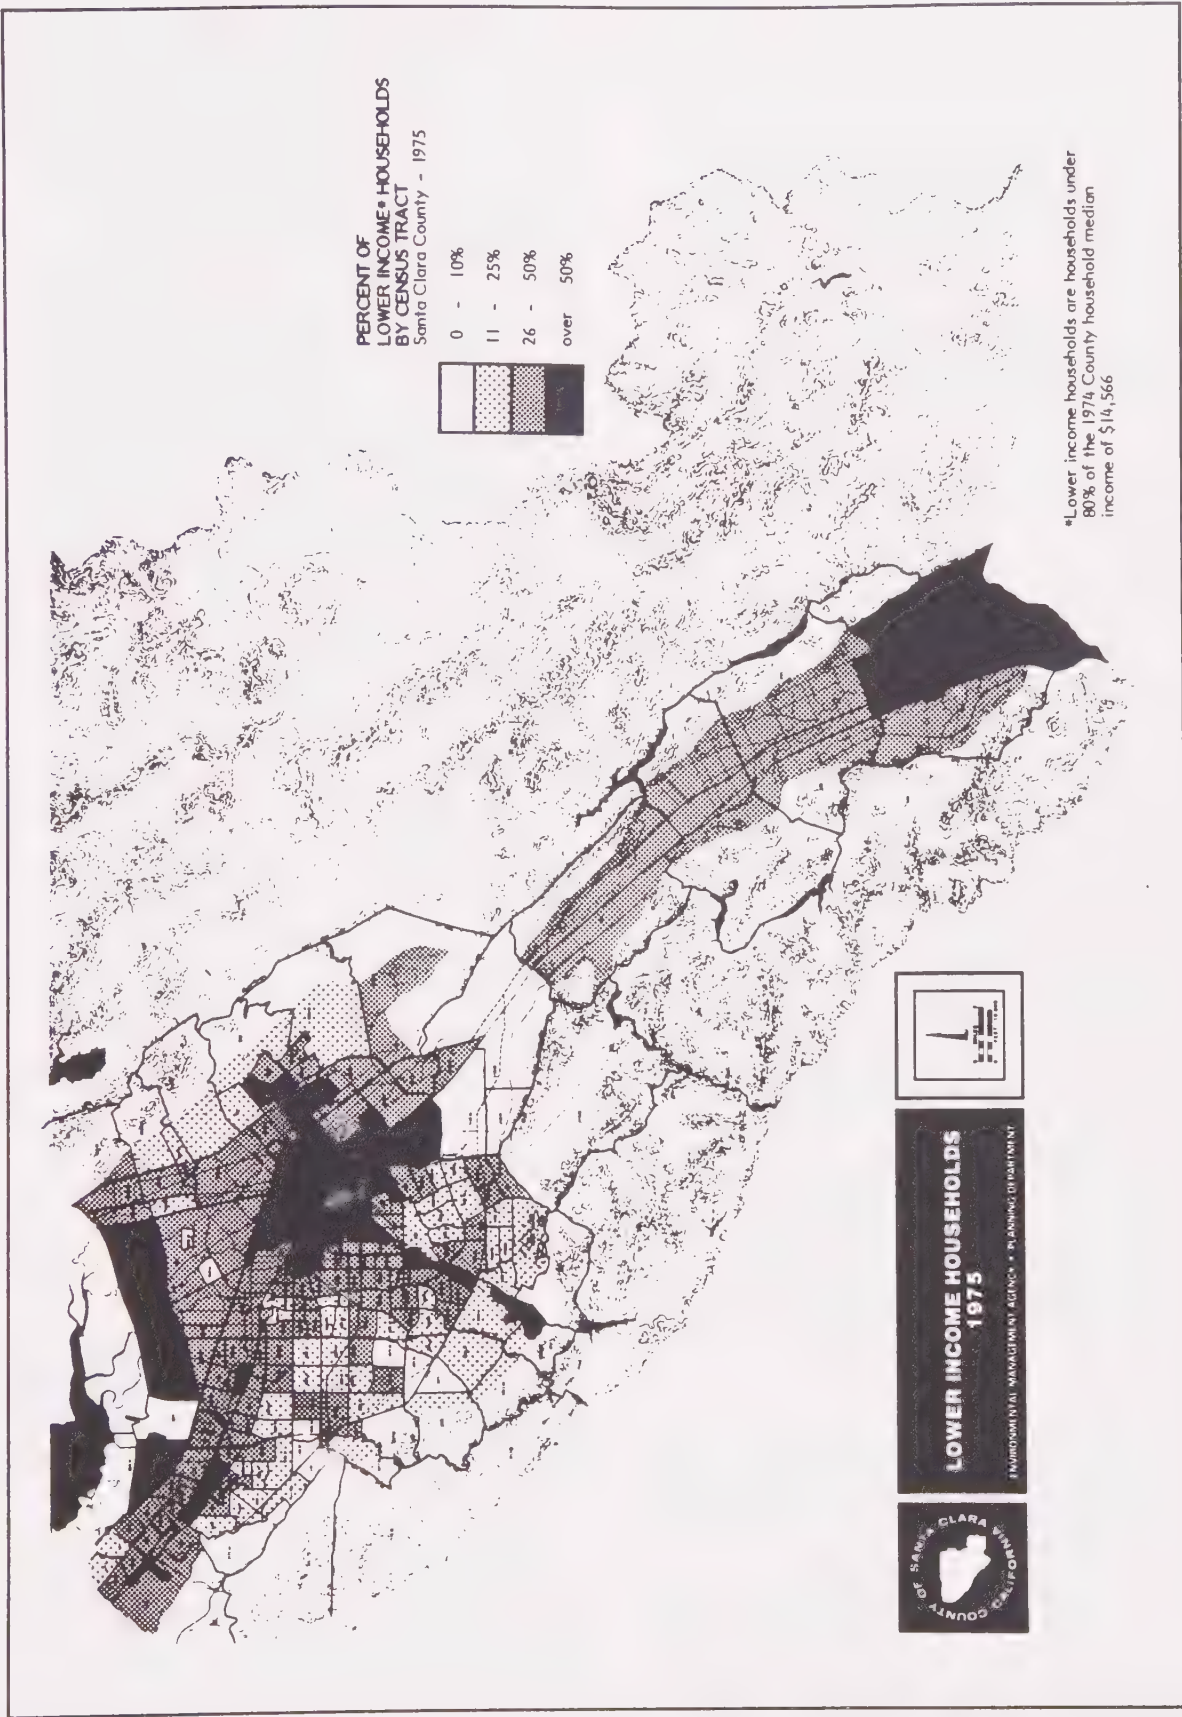 PERCENT OF
LOWER INCOME* HOUSEHOLDS
BY CENSUS TRACT
Santa Clara County - 1975
0 - 10%
11 - 25%
26 - 50%
over 50%
*Lower income households are households under
80% of the 1974 County household median
income of $14,566
COUNTY OF SANTA CLARA
CALIFORNIA
LOWER INCOME HOUSEHOLDS
1975
ENVIRONMENTAL MANAGEMENT AGENCY • PLANNING DEPARTMENT